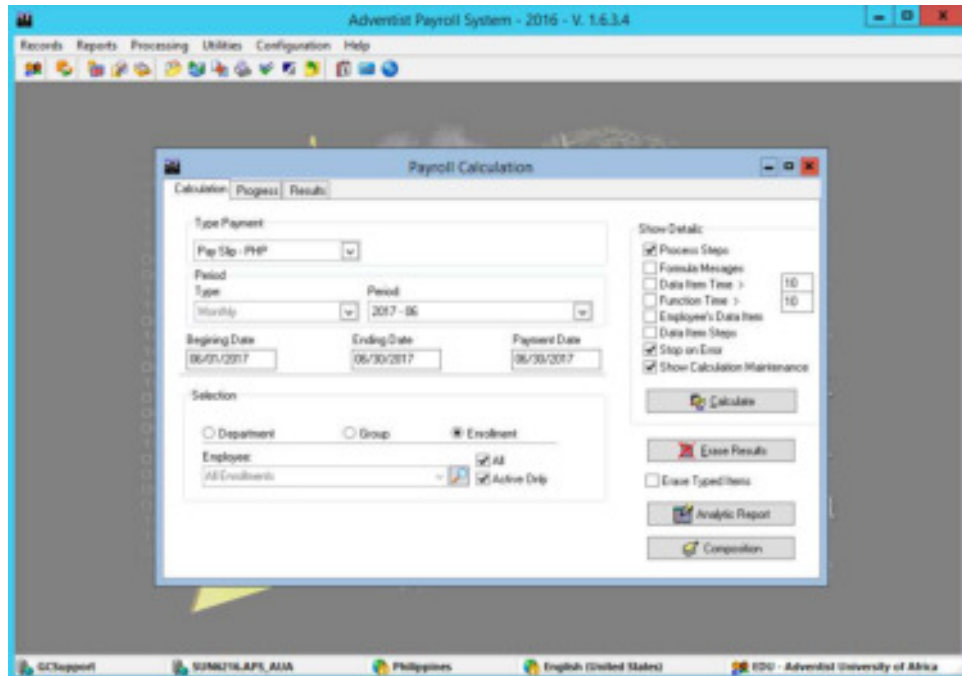 Adventist Payroll System - 2016 - V. 1.6.3.4
Records Reports Processing Utilities Configuration Help
Payroll Calculation
Calculation Progress Results
Type Payment
Pay Slip - PHP
Period
Type: Period:
Monthly 2017 - 06
Begining Date Ending Date Payment Date
06/01/2017 06/30/2017 06/30/2017
Selection
Department Group Enrollment
Employee: All
All Enrollments Active Only
Show Details:
Process Steps
Formula Mesages
Data Item Time > 10
Function Time > 10
Employee's Data Item
Data Item Steps
Stop on Error
Show Calculation Maintenance
Calculate
Erase Results
Erase Typed Items
Analytic Report
Composition
GCSupport SUN6216.APS_AUA Philippines English (United States) EDU - Adventist University of Africa